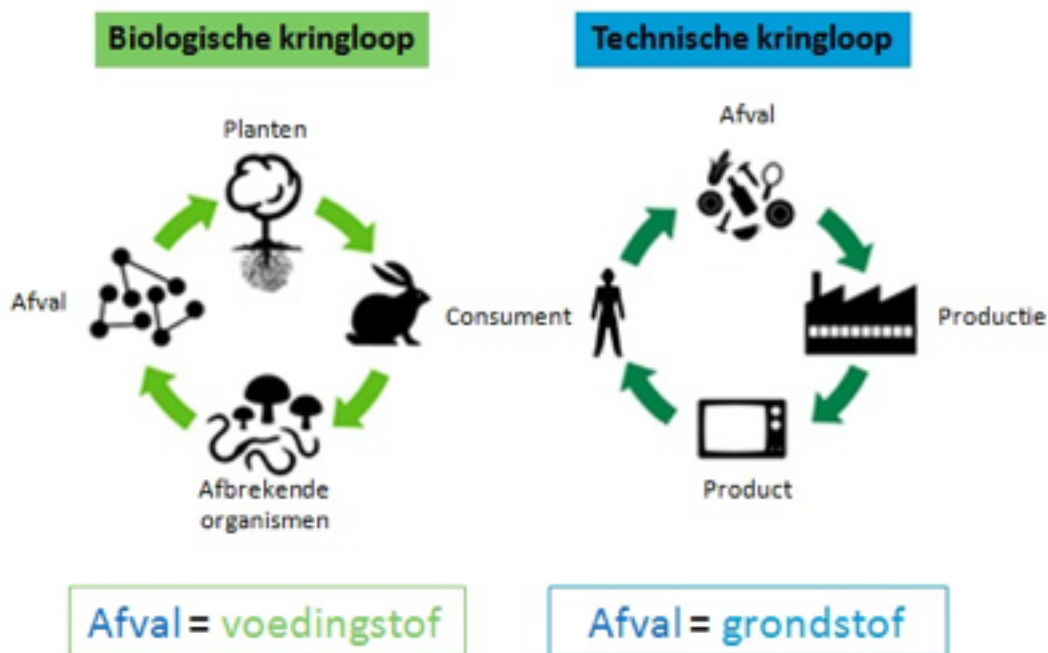 Biologische kringloop
Planten
Afval
Consument
Afbrekende
organismen
Afval = voedingstof
Technische kringloop
Afval
Productie
Product
Afval = grondstof